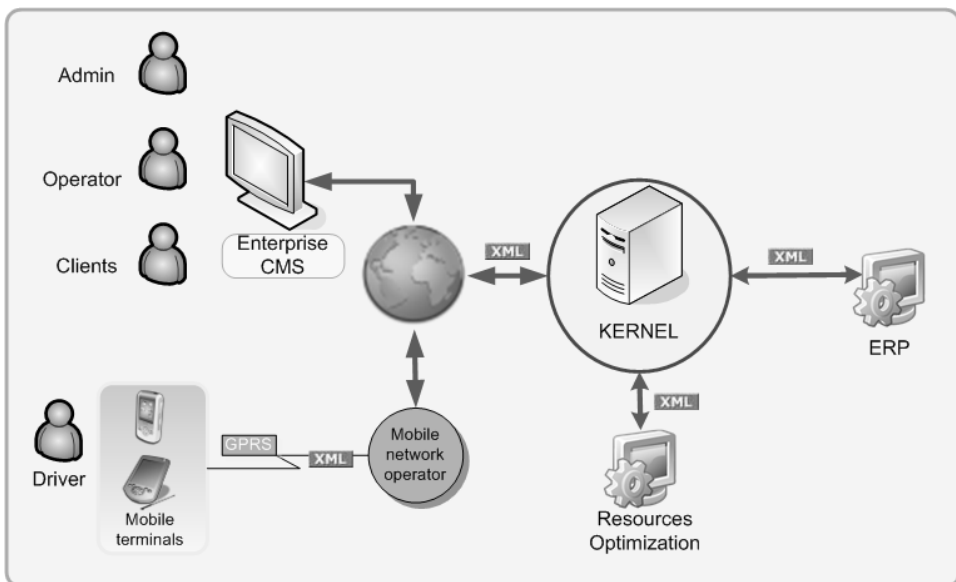 Admin
Operator
Clients
Enterprise
CMS
XML
KERNEL
XML
ERP
XML
Resources
Optimization
Driver
Mobile
terminals
GPRS
XML
Mobile
network
operator